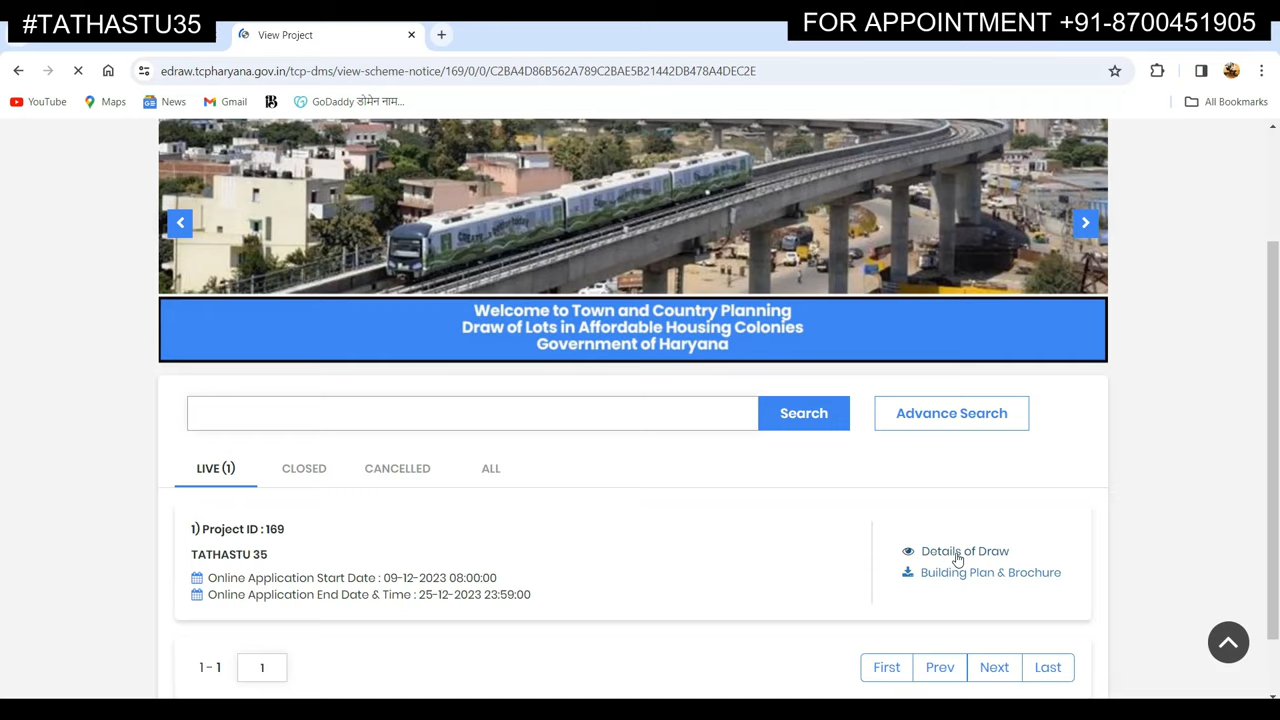 #TATHASTU35
FOR APPOINTMENT +91-8700451905
View Project
edraw.tcpharyana.gov.in/tcp-dms/view-scheme-notice/169/0/0/C2BA4D86B562A789C2BAE5B21442DB478A4DEC2E
YouTube
Maps
News
Gmail
GoDaddy डोमेन नाम...
All Bookmarks
Welcome to Town and Country Planning
Draw of Lots in Affordable Housing Colonies
Government of Haryana
Search
Advance Search
LIVE (1)
CLOSED
CANCELLED
ALL
1) Project ID : 169
TATHASTU 35
Online Application Start Date : 09-12-2023 08:00:00
Online Application End Date & Time : 25-12-2023 23:59:00
Details of Draw
Building Plan & Brochure
1 - 1
1
First
Prev
Next
Last